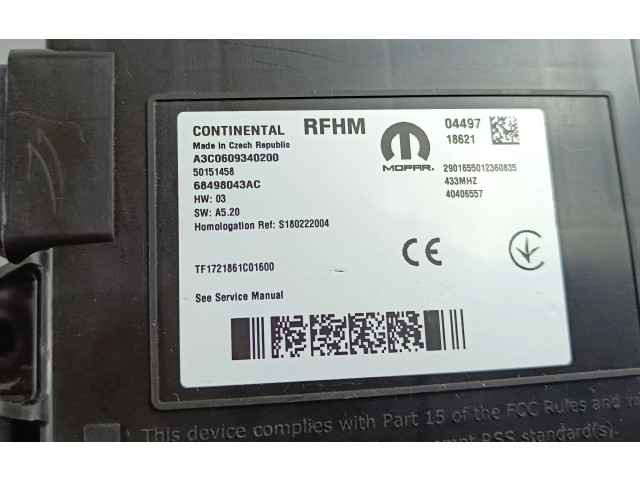 CONTINENTAL RFHM
Made in Czech Republic
A3C0609340200
50151458
68498043AC
HW: 03
SW: A5.20
Homologation Ref: S180222004
TF1721861C01600
See Service Manual
MOPAR
04497
18621
2901655012360835
433MHZ
40406557
CE
This device complies with Part 15 of the FCC Rules and
RSS standard(s).